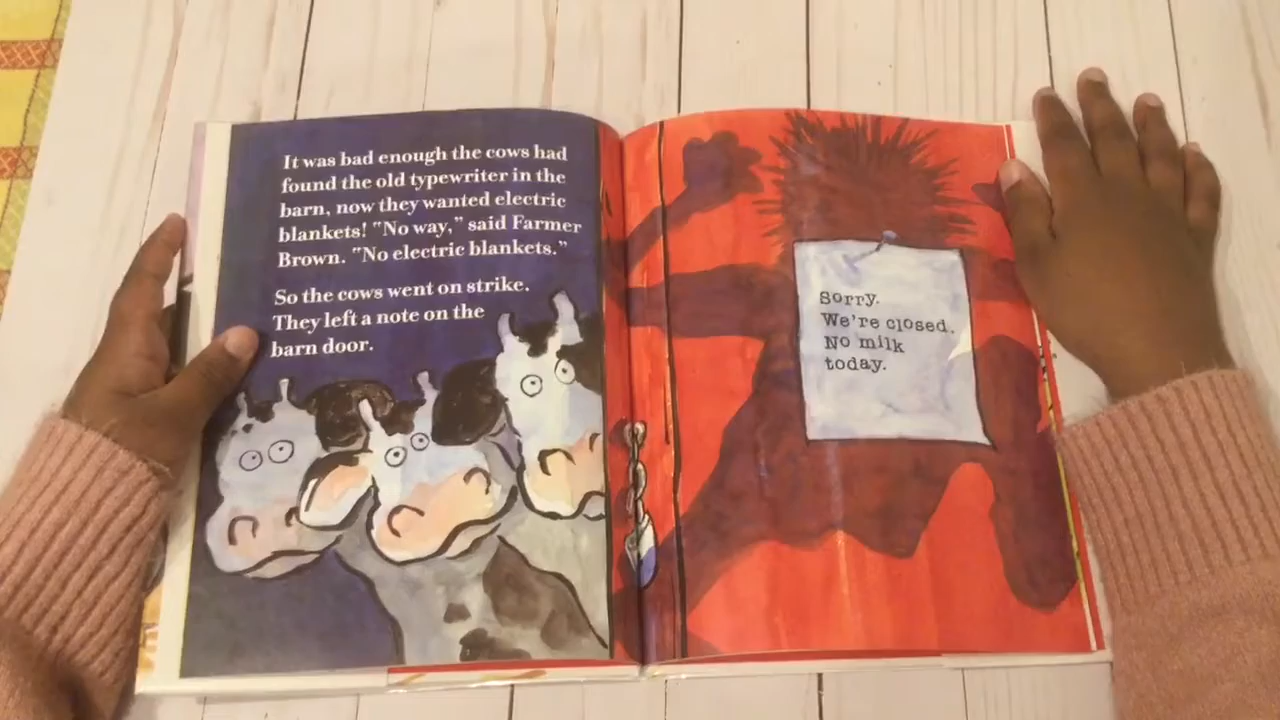 It was bad enough the cows had
found the old typewriter in the
barn, now they wanted electric
blankets! "No way," said Farmer
Brown. "No electric blankets."
So the cows went on strike.
They left a note on the
barn door.
Sorry.
We're closed.
No milk
today.